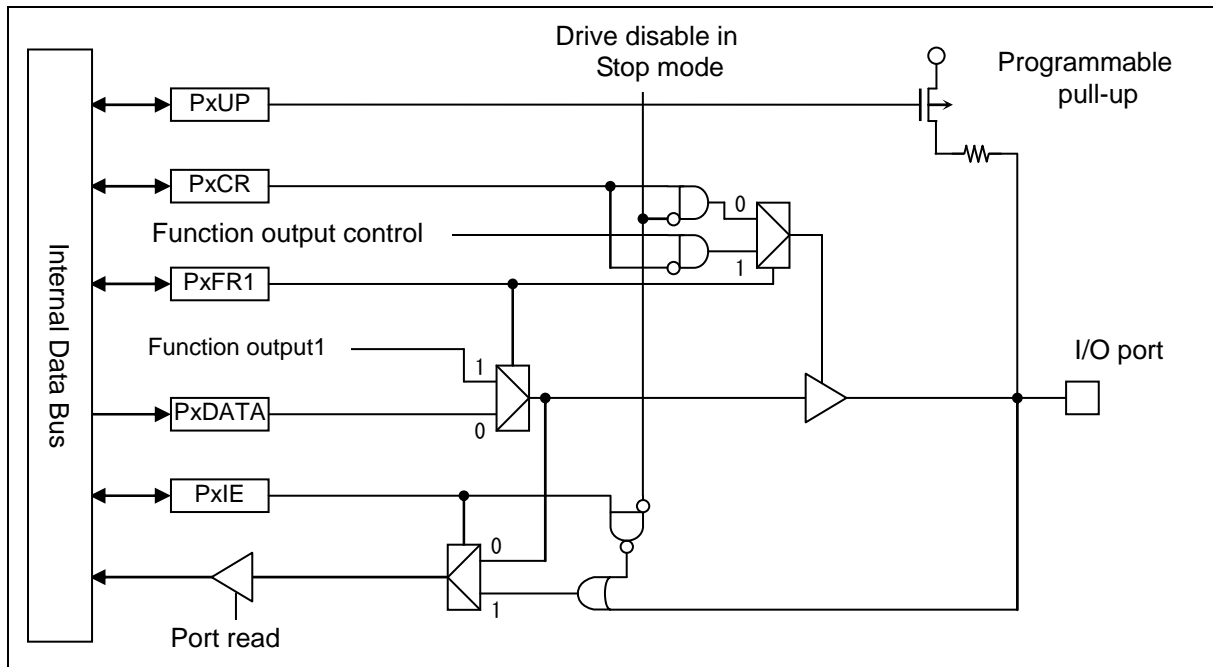 Drive disable in
Stop mode
Programmable
pull-up
PxUP
PxCR
0
Function output control
1
PxFR1
Internal Data Bus
Function output1
1
I/O port
PxDATA
0
PxIE
0
1
Port read